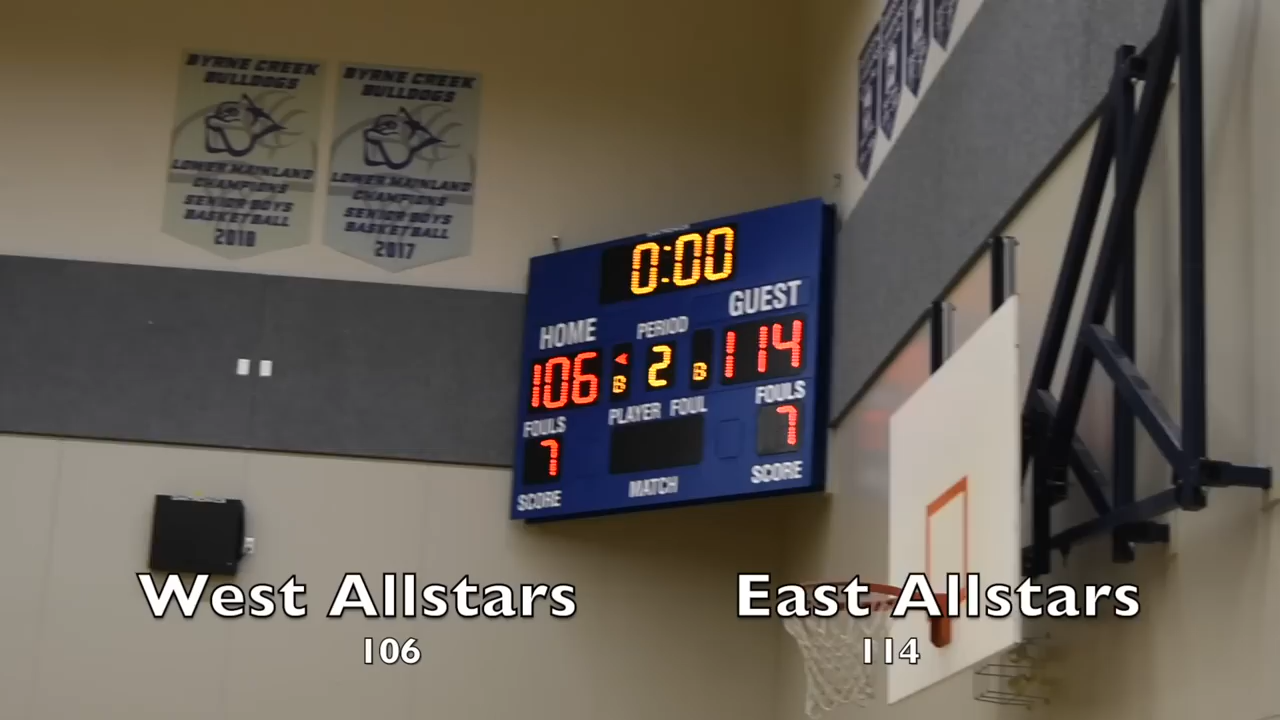 BYRNE CREEK
BULLDOGS
LOWER MAINLAND
CHAMPIONS
SENIOR BOYS
BASKETBALL
2010
BYRNE CREEK
BULLDOGS
LOWER MAINLAND
CHAMPIONS
SENIOR BOYS
BASKETBALL
2017
0:00
HOME PERIOD GUEST
106 B 2 B 114
FOULS PLAYER FOUL FOULS
7 7
SCORE MATCH SCORE
West Allstars East Allstars
106 114